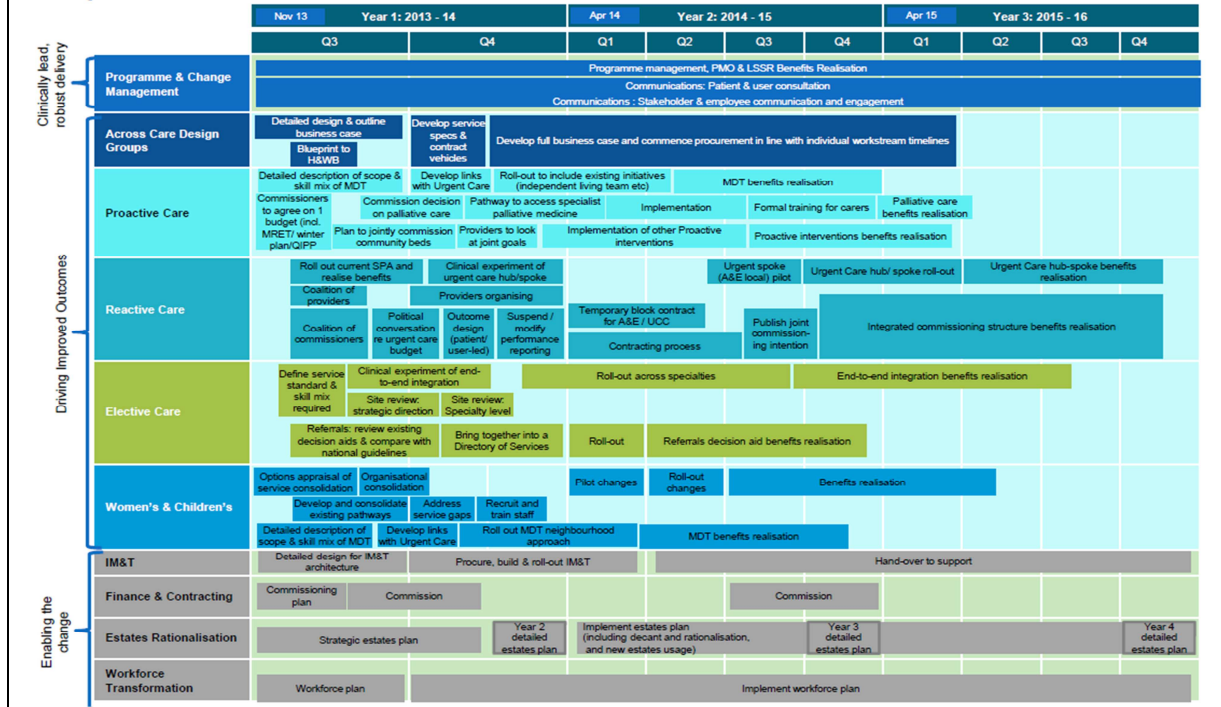 Nov 13
Year 1: 2013 - 14
Apr 14
Year 2: 2014 - 15
Apr 15
Year 3: 2015 - 16
Q3
Q4
Q1
Q2
Q3
Q4
Q1
Q2
Q3
Q4
Clinically lead,
robust delivery
Programme & Change
Management
Programme management, PMO & LSSR Benefits Realisation
Communications: Patient & user consultation
Communications : Stakeholder & employee communication and engagement
Driving Improved Outcomes
Across Care Design
Groups
Detailed design & outline
business case
Blueprint to
H&WB
Develop service
specs &
contract
vehicles
Develop full business case and commence procurement in line with individual workstream timelines
Proactive Care
Detailed description of scope &
skill mix of MDT
Develop links
with Urgent Care
Roll-out to include existing initiatives
(independent living team etc)
MDT benefits realisation
Commissioners
to agree on 1
budget (incl.
MRET/ winter
plan/QIPP
Commission decision
on palliative care
Pathway to access specialist
palliative medicine
Implementation
Formal training for carers
Palliative care
benefits realisation
Plan to jointly commission
community beds
Providers to look
at joint goals
Implementation of other Proactive
interventions
Proactive interventions benefits realisation
Reactive Care
Roll out current SPA and
realise benefits
Clinical experiment of
urgent care hub/spoke
Urgent spoke
(A&E local) pilot
Urgent Care hub/ spoke roll-out
Urgent Care hub-spoke benefits
realisation
Coalition of
providers
Providers organising
Coalition of
commissioners
Political
conversation
re urgent care
budget
Outcome
design
(patient/
user-led)
Suspend /
modify
performance
reporting
Temporary block contract
for A&E / UCC
Contracting process
Publish joint
commission-
ing intention
Integrated commissioning structure benefits realisation
Elective Care
Define service
standard &
skill mix
required
Clinical experiment of end-
to-end integration
Roll-out across specialties
End-to-end integration benefits realisation
Site review:
strategic direction
Site review:
Specialty level
Referrals: review existing
decision aids & compare with
national guidelines
Bring together into a
Directory of Services
Roll-out
Referrals decision aid benefits realisation
Women's & Children's
Options appraisal of
service consolidation
Organisational
consolidation
Pilot changes
Roll-out
changes
Benefits realisation
Develop and consolidate
existing pathways
Address
service gaps
Recruit and
train staff
Detailed description of
scope & skill mix of MDT
Develop links
with Urgent Care
Roll out MDT neighbourhood
approach
MDT benefits realisation
Enabling the
change
IM&T
Detailed design for IM&T
architecture
Procure, build & roll-out IM&T
Hand-over to support
Finance & Contracting
Commissioning
plan
Commission
Commission
Estates Rationalisation
Strategic estates plan
Year 2
detailed
estates plan
Implement estates plan
(including decant and rationalisation,
and new estates usage)
Year 3
detailed
estates plan
Year 4
detailed
estates plan
Workforce
Transformation
Workforce plan
Implement workforce plan